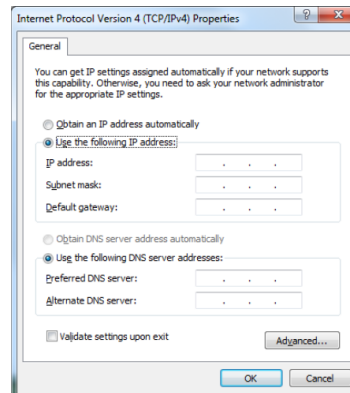 Internet Protocol Version 4 (TCP/IPv4) Properties
General
You can get IP settings assigned automatically if your network supports
this capability. Otherwise, you need to ask your network administrator
for the appropriate IP settings.
Obtain an IP address automatically
Use the following IP address:
IP address:
Subnet mask:
Default gateway:
Obtain DNS server address automatically
Use the following DNS server addresses:
Preferred DNS server:
Alternate DNS server:
Validate settings upon exit
Advanced...
OK Cancel